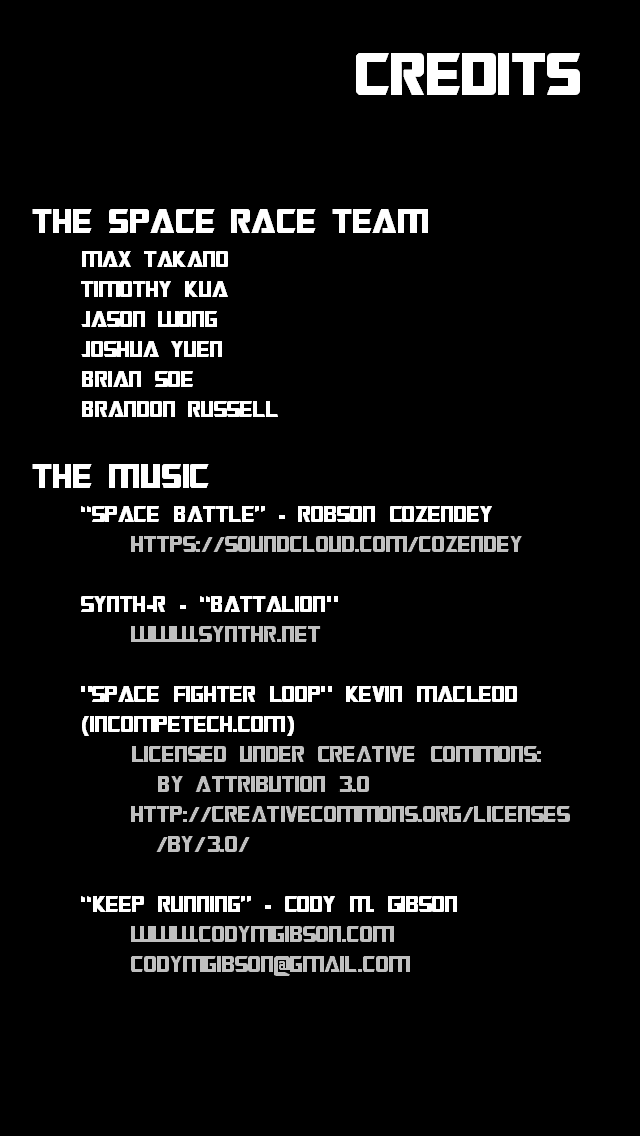 CREDITS
THE SPACE RACE TEAM
MAX TAKANO
TIMOTHY KUA
JASON WONG
JOSHUA YUEN
BRIAN SOE
BRANDON RUSSELL
THE MUSIC
“SPACE BATTLE” - ROBSON COZENDEY
HTTPS://SOUNDCLOUD.COM/COZENDEY
SYNTH-R - “BATTALION"
WWW.SYNTHR.NET
"SPACE FIGHTER LOOP" KEVIN MACLEOD
(INCOMPETECH.COM)
LICENSED UNDER CREATIVE COMMONS:
BY ATTRIBUTION 3.0
HTTP://CREATIVECOMMONS.ORG/LICENSES
/BY/3.0/
“KEEP RUNNING” - CODY M. GIBSON
WWW.CODYMGIBSON.COM
CODYMGIBSON@GMAIL.COM